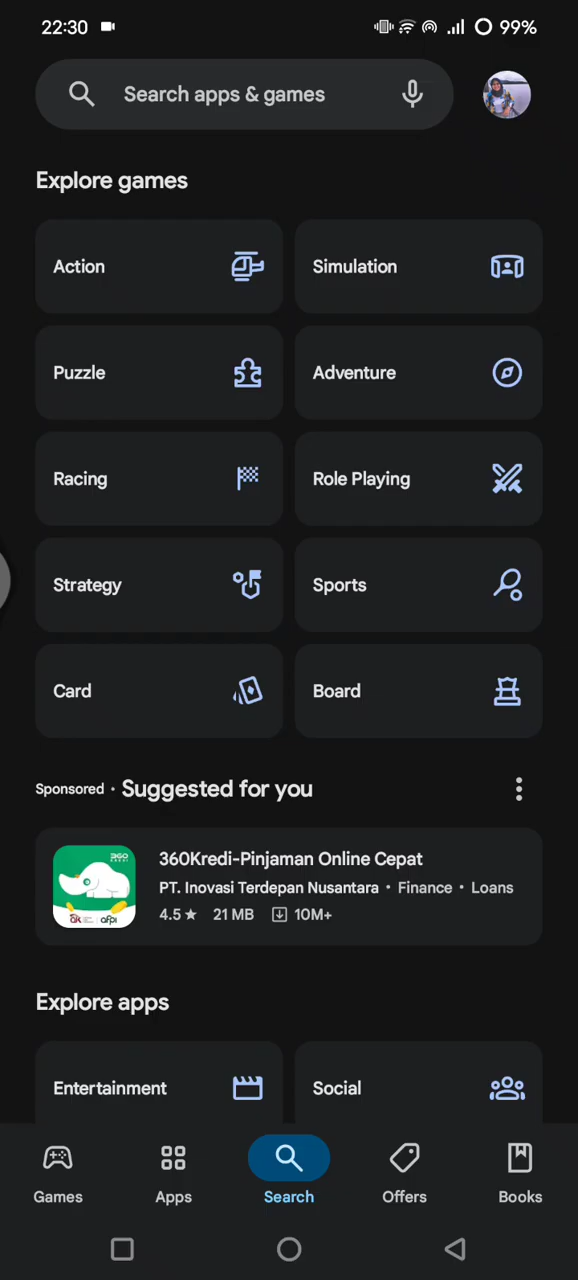 22:30 99%
Search apps & games
Explore games
Action Simulation
Puzzle Adventure
Racing Role Playing
Strategy Sports
Card Board
Sponsored • Suggested for you
360Kredi-Pinjaman Online Cepat
PT. Inovasi Terdepan Nusantara • Finance • Loans
4.5★ 21 MB 10M+
Explore apps
Entertainment Social
Games Apps Search Offers Books